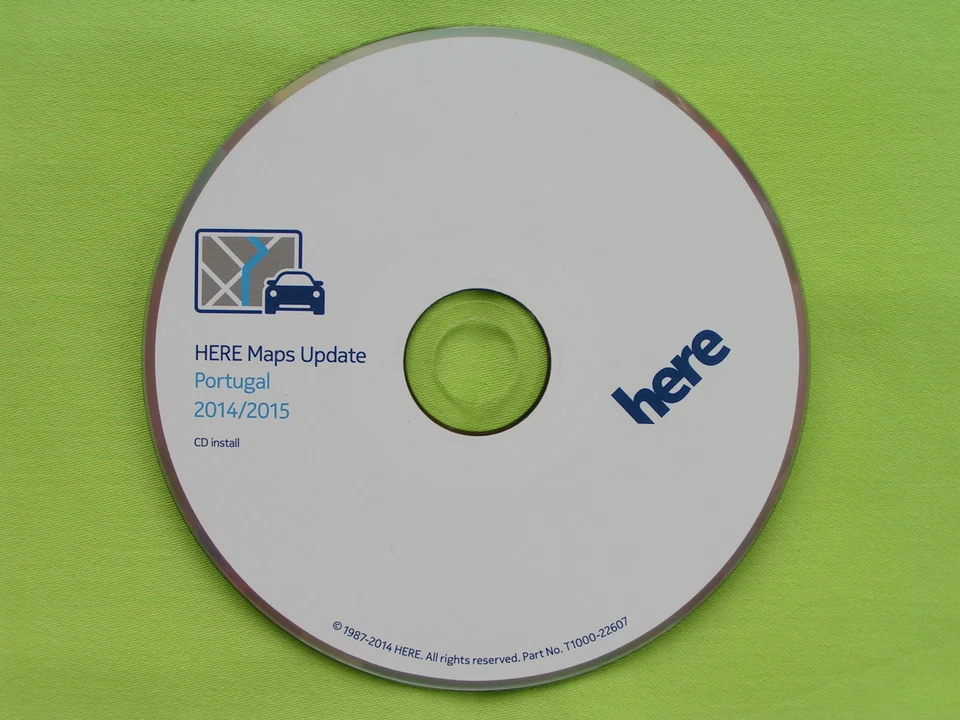 HERE Maps Update
Portugal
2014/2015
CD install
here
© 1987-2014 HERE. All rights reserved. Part No. T1000-22607